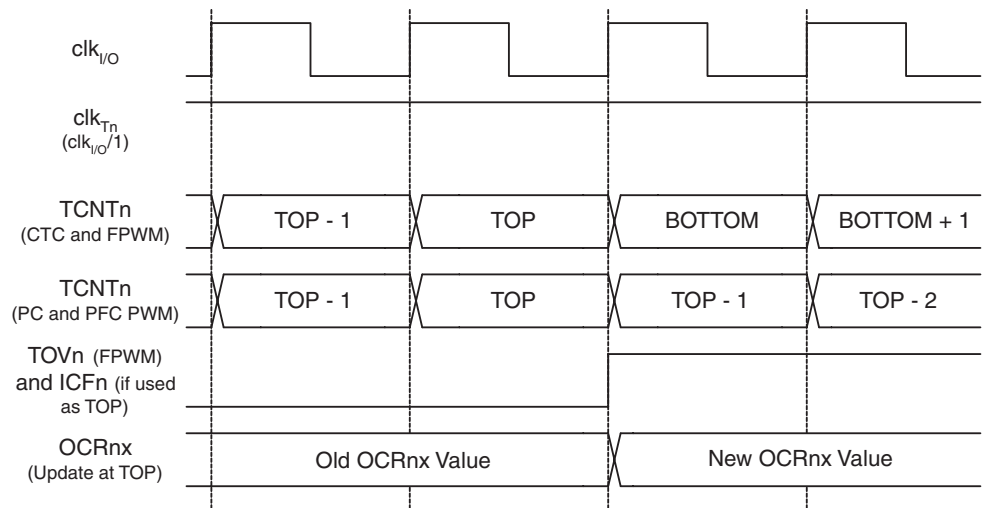 clkI/O
clkTn
(clkI/O/1)
TCNTn
(CTC and FPWM)
TOP - 1
TOP
BOTTOM
BOTTOM + 1
TCNTn
(PC and PFC PWM)
TOP - 1
TOP
TOP - 1
TOP - 2
TOVn (FPWM)
and ICFn (if used
as TOP)
OCRnx
(Update at TOP)
Old OCRnx Value
New OCRnx Value